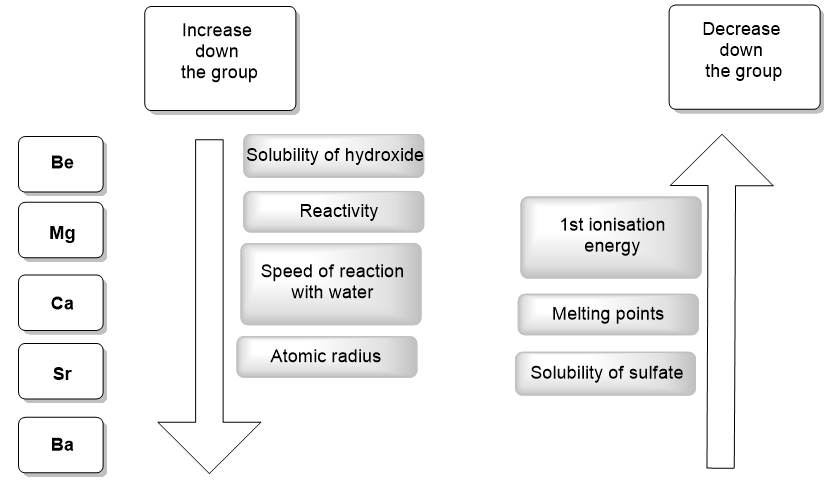 Increase
down
the group
Decrease
down
the group
Be
Mg
Ca
Sr
Ba
Solubility of hydroxide
Reactivity
Speed of reaction
with water
Atomic radius
1st ionisation
energy
Melting points
Solubility of sulfate